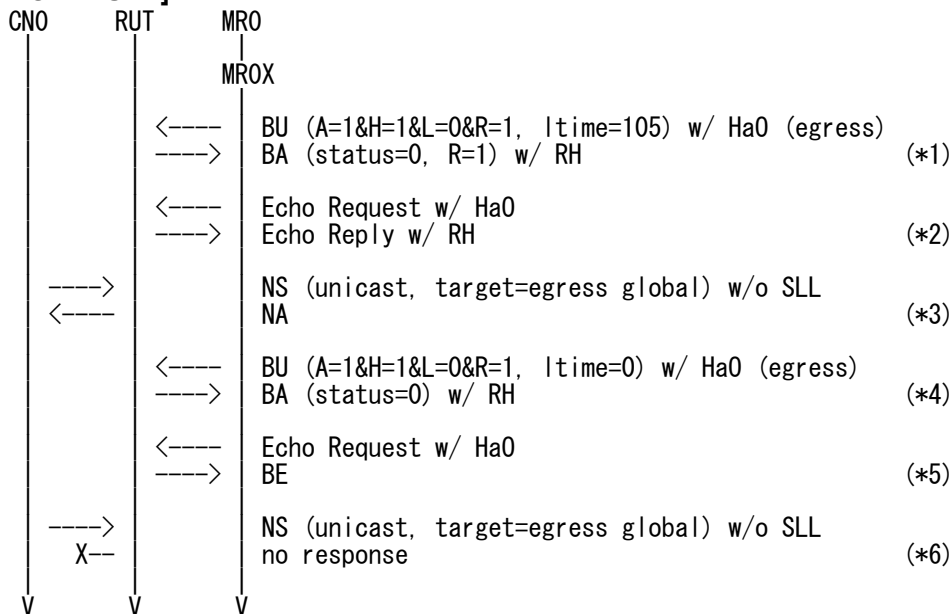 CN0 RUT MR0
MR0X
<---- BU (A=1&H=1&L=0&R=1, ltime=105) w/ HaO (egress)
----> BA (status=0, R=1) w/ RH (*1)
<---- Echo Request w/ HaO
----> Echo Reply w/ RH (*2)
----> NS (unicast, target=egress global) w/o SLL
<---- NA (*3)
<---- BU (A=1&H=1&L=0&R=1, ltime=0) w/ HaO (egress)
----> BA (status=0) w/ RH (*4)
<---- Echo Request w/ HaO
----> BE (*5)
----> NS (unicast, target=egress global) w/o SLL
X-- no response (*6)
V V V